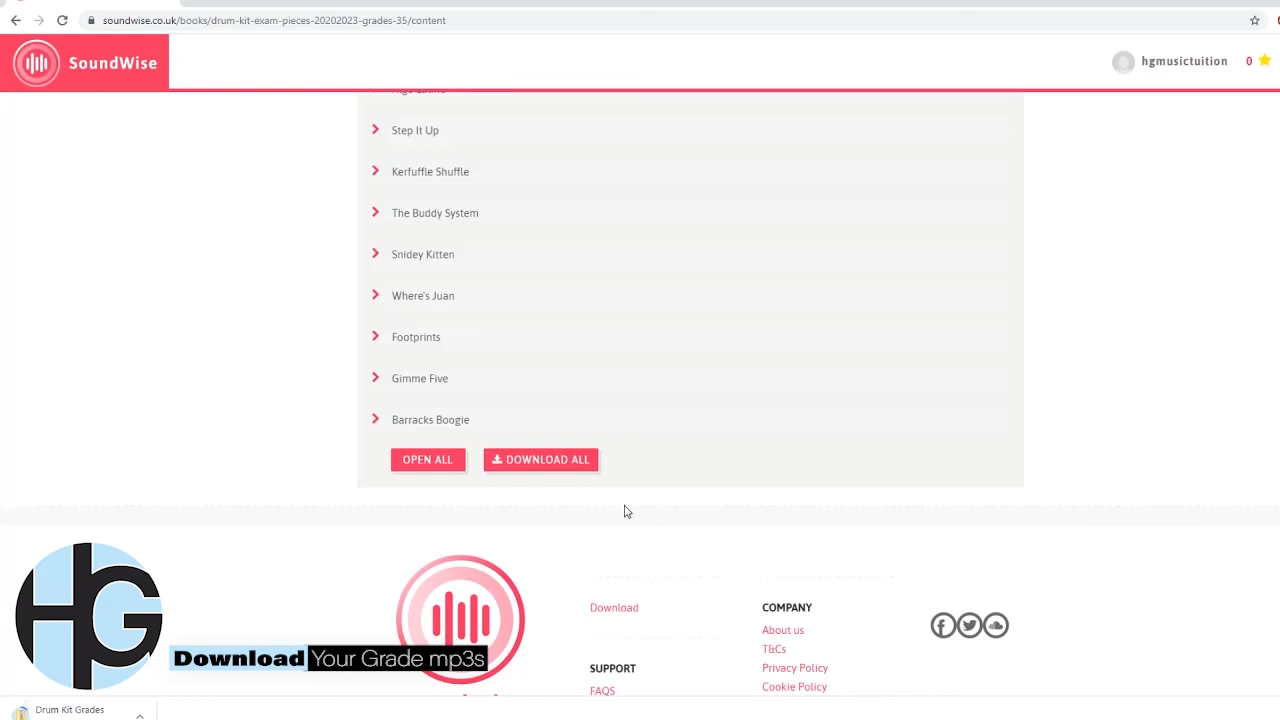 soundwise.co.uk/books/drum-kit-exam-pieces-20202023-grades-35/content
SoundWise
hgmusictuition
0
Step It Up
Kerfuffle Shuffle
The Buddy System
Snidey Kitten
Where's Juan
Footprints
Gimme Five
Barracks Boogie
OPEN ALL
DOWNLOAD ALL
HpG
Download Your Grade mp3s
Download
SUPPORT
FAQS
COMPANY
About us
T&Cs
Privacy Policy
Cookie Policy
Drum Kit Grades